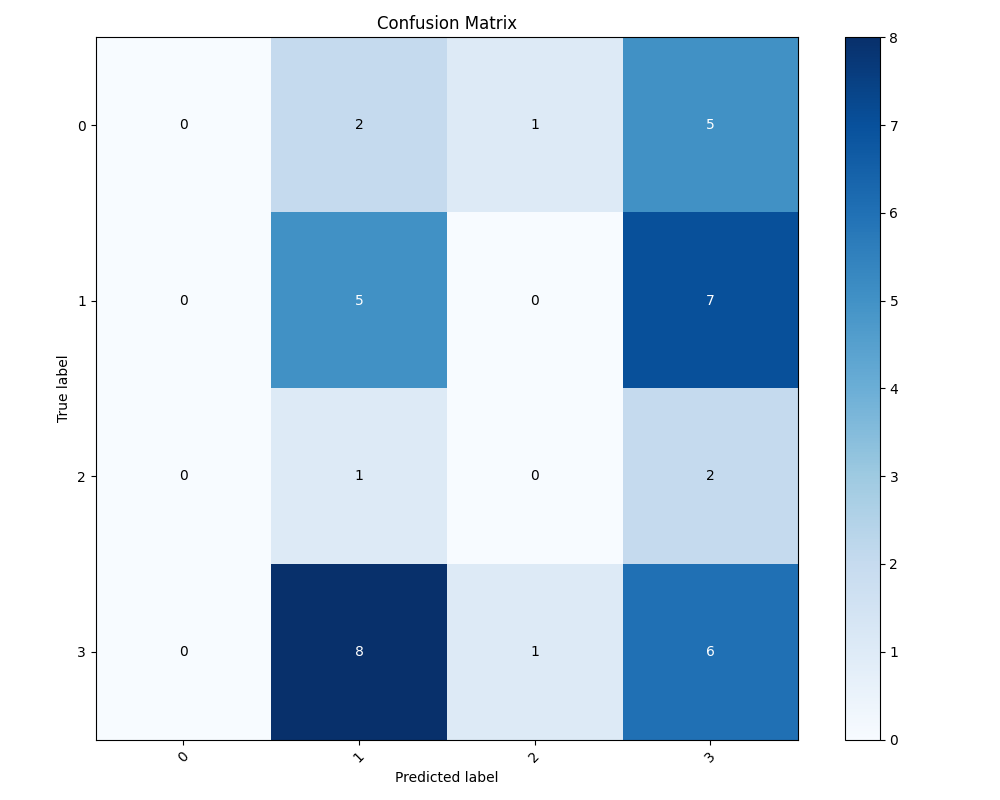 Confusion Matrix
0 0 2 1 5
1 0 5 0 7
2 0 1 0 2
3 0 8 1 6
0 1 2 3
True label
Predicted label
8
7
6
5
4
3
2
1
0